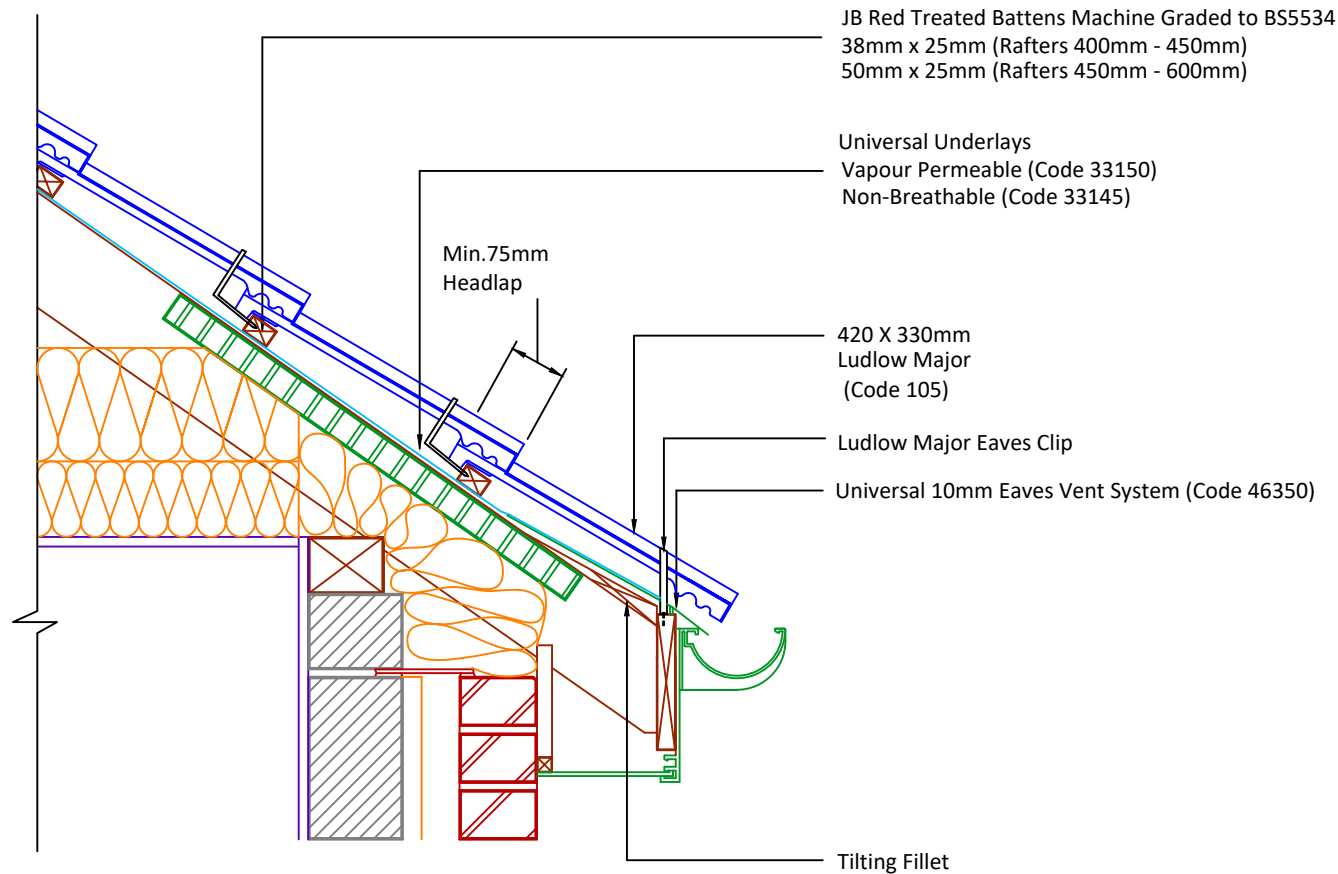 JB Red Treated Battens Machine Graded to BS5534
38mm x 25mm (Rafters 400mm - 450mm)
50mm x 25mm (Rafters 450mm - 600mm)
Universal Underlays
Vapour Permeable (Code 33150)
Non-Breathable (Code 33145)
Min.75mm
Headlap
420 X 330mm
Ludlow Major
(Code 105)
Ludlow Major Eaves Clip
Universal 10mm Eaves Vent System (Code 46350)
Tilting Fillet